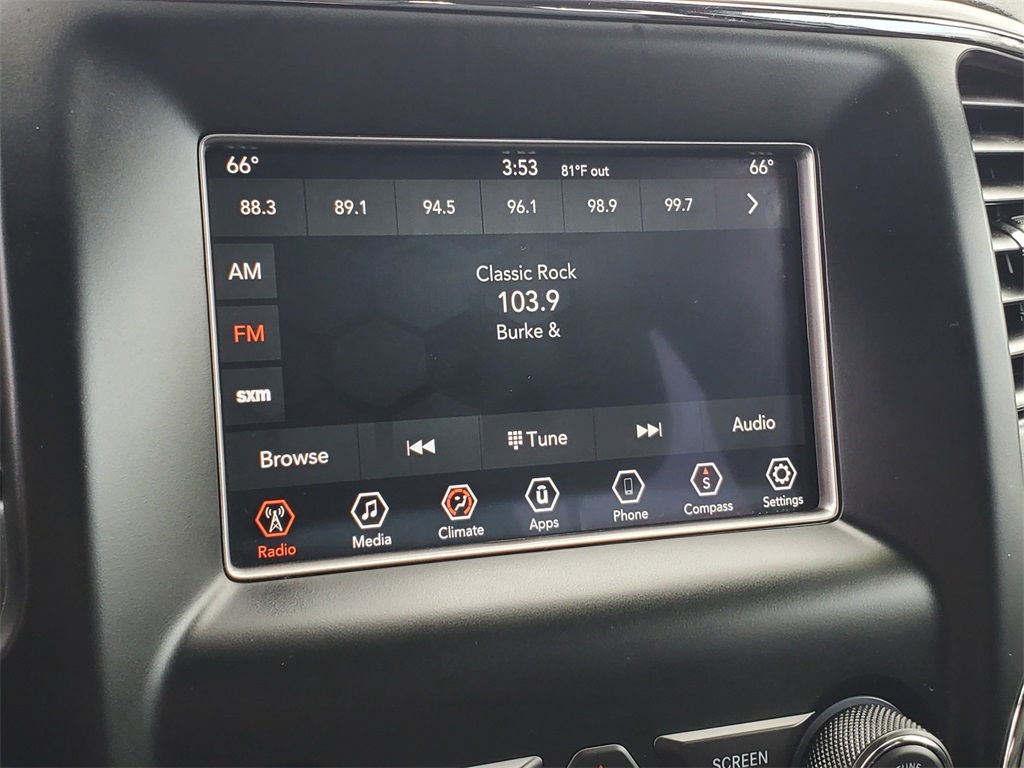 66° 3:53 81°F out 66°
88.3 89.1 94.5 96.1 98.9 99.7
AM
Classic Rock
103.9
FM
Burke &
sxm
Browse Tune Audio
Radio Media Climate Apps Phone Compass Settings
S
SCREEN
TUNE